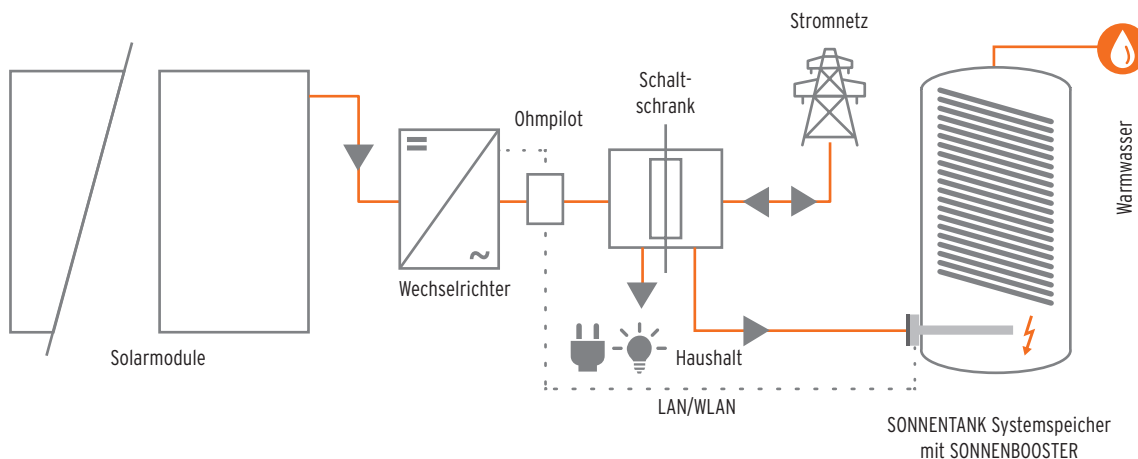 Stromnetz
Schalt-
schrank
Ohmpilot
Warmwasser
Wechselrichter
Solarmodule
Haushalt
LAN/WLAN
SONNENTANK Systemspeicher
mit SONNENBOOSTER